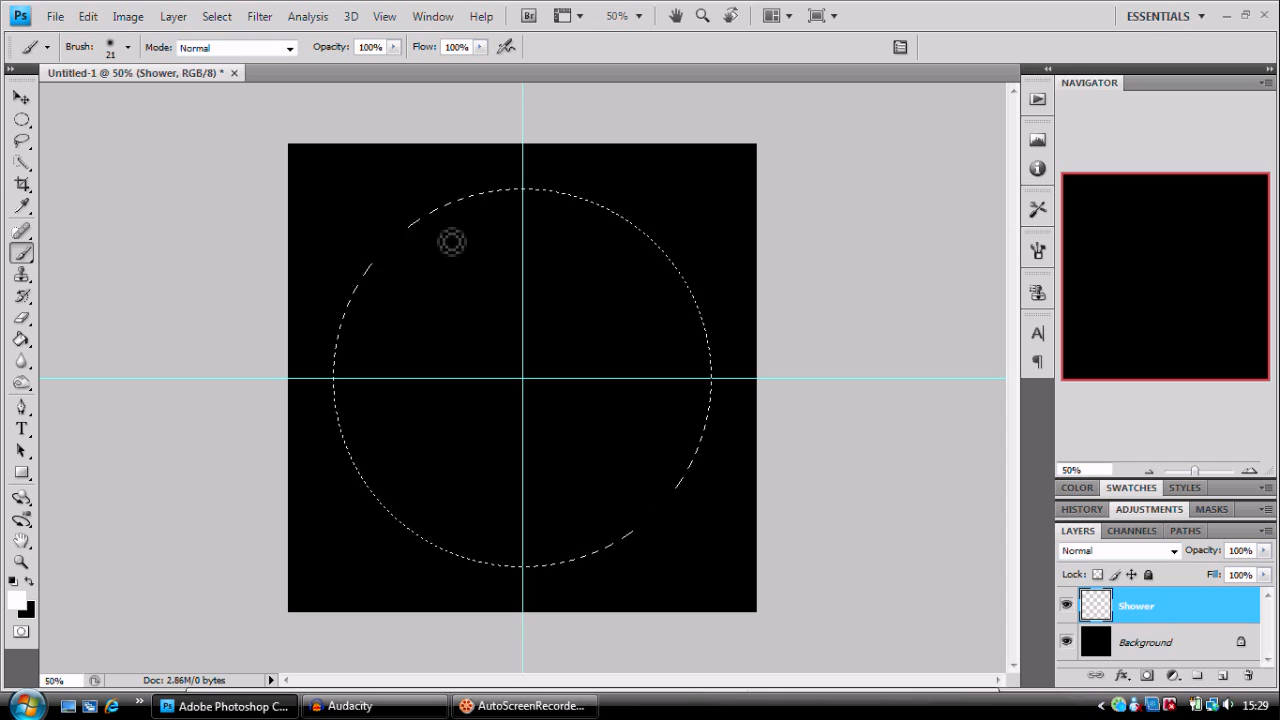 Ps File Edit Image Layer Select Filter Analysis 3D View Window Help Br 50% ESSENTIALS
Brush: 21 Mode: Normal Opacity: 100% Flow: 100%
Untitled-1 @ 50% (Shower, RGB/8) *
NAVIGATOR
50%
COLOR SWATCHES STYLES
HISTORY ADJUSTMENTS MASKS
LAYERS CHANNELS PATHS
Normal Opacity: 100%
Lock: Fill: 100%
Shower
Background
50% Doc: 2.86M/0 bytes
Ps Adobe Photoshop C... Audacity AutoScreenRecorde... 15:29